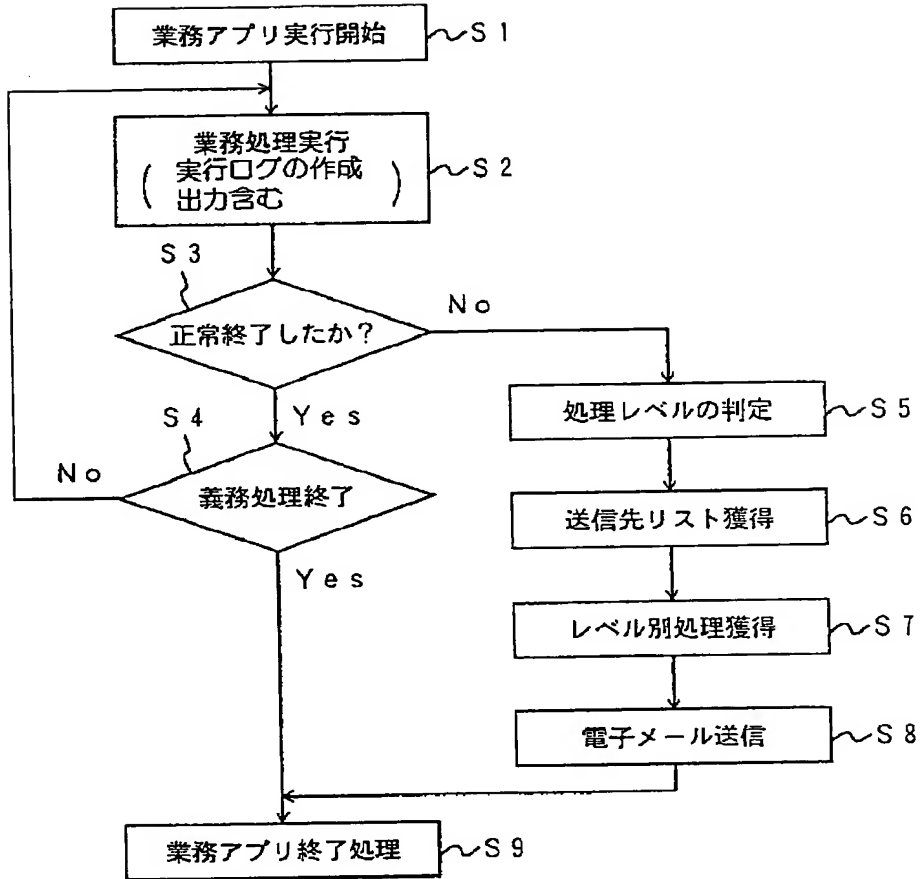 業務アプリ実行開始
S1
業務処理実行
(実行ログの作成
出力含む)
S2
S3
正常終了したか?
No
Yes
処理レベルの判定
S5
S4
義務処理終了
No
Yes
送信先リスト獲得
S6
レベル別処理獲得
S7
電子メール送信
S8
業務アプリ終了処理
S9